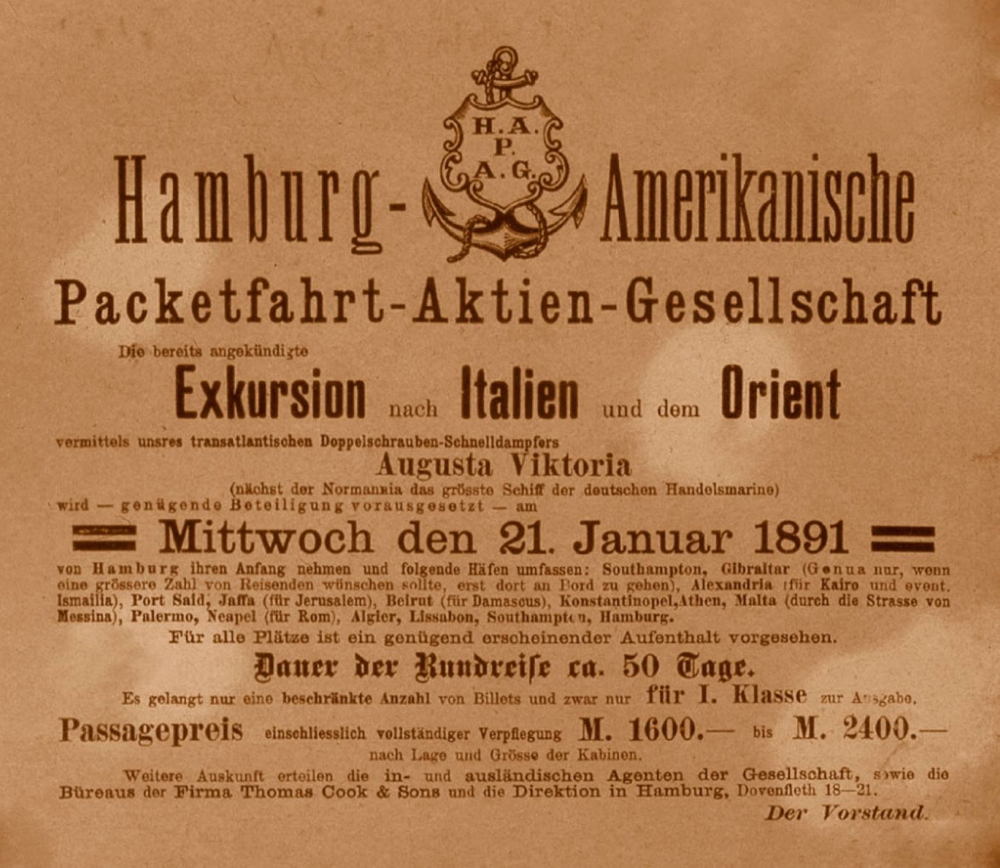 H. A.
P.
A. G.
Hamburg-Amerikanische
Packetfahrt-Aktien-Gesellschaft
Die bereits angekündigte
Exkursion nach Italien und dem Orient
vermittels unsres transatlantischen Doppelschrauben-Schnelldampfers
Augusta Viktoria
(nächst der Normannia das grösste Schiff der deutschen Handelsmarine)
wird — genügende Beteiligung vorausgesetzt — am
Mittwoch den 21. Januar 1891
von Hamburg ihren Anfang nehmen und folgende Häfen umfassen: Southampton, Gibraltar (Genua nur, wenn
eine grössere Zahl von Reisenden wünschen sollte, erst dort an Bord zu gehen), Alexandria (für Kairo und event.
Ismailia), Port Said, Jaffa (für Jerusalem), Beirut (für Damascus), Konstantinopel, Athen, Malta (durch die Strasse von
Messina), Palermo, Neapel (für Rom), Algier, Lissabon, Southampton, Hamburg.
Für alle Plätze ist ein genügend erscheinender Aufenthalt vorgesehen.
Dauer der Rundreise ca. 50 Tage.
Es gelangt nur eine beschränkte Anzahl von Billets und zwar nur für I. Klasse zur Ausgabe.
Passagepreis einschliesslich vollständiger Verpflegung M. 1600.— bis M. 2400.—
nach Lage und Grösse der Kabinen.
Weitere Auskunft erteilen die in- und ausländischen Agenten der Gesellschaft, sowie die
Büreaus der Firma Thomas Cook & Sons und die Direktion in Hamburg, Dovenfleth 18—21.
Der Vorstand.